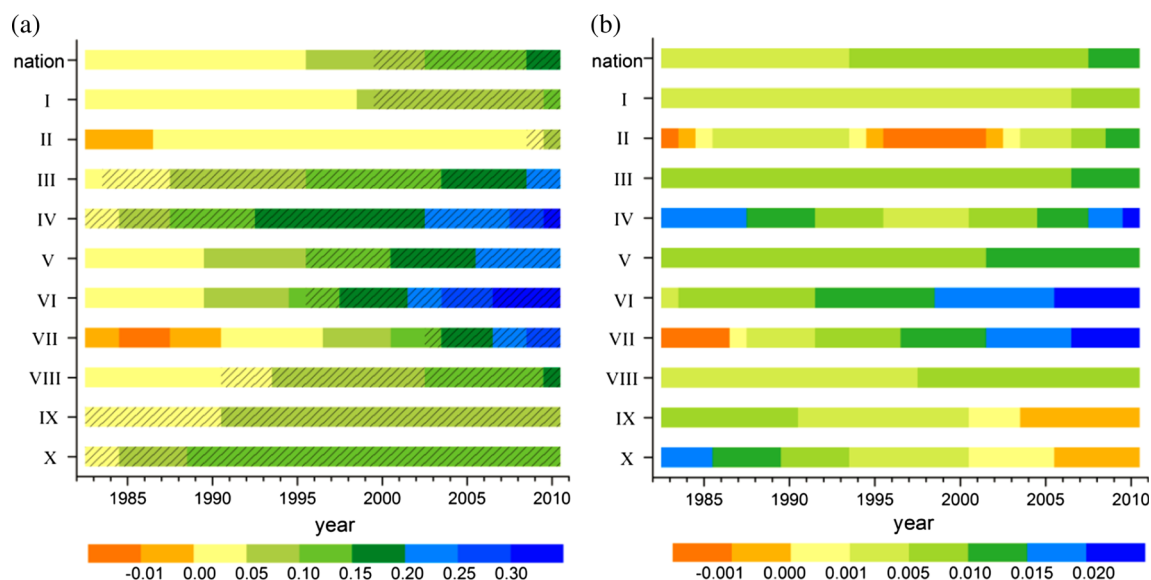 (a)
nation
I
II
III
IV
V
VI
VII
VIII
IX
X
1985 1990 1995 2000 2005 2010
year
-0.01 0.00 0.05 0.10 0.15 0.20 0.25 0.30
(b)
nation
I
II
III
IV
V
VI
VII
VIII
IX
X
1985 1990 1995 2000 2005 2010
year
-0.001 0.000 0.001 0.005 0.010 0.015 0.020